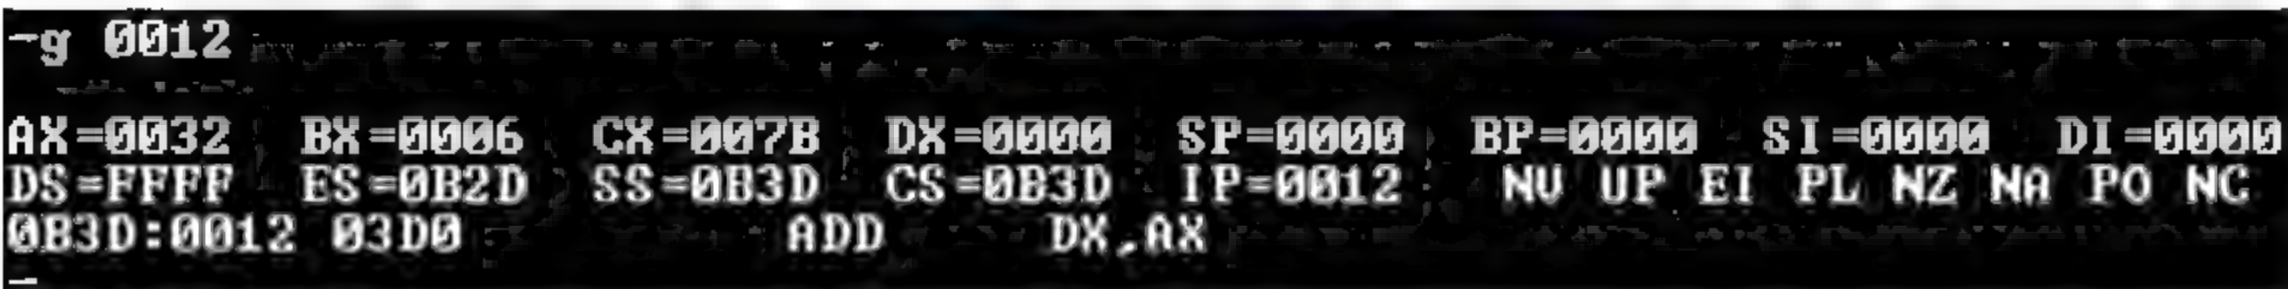 -g 0012
AX=0032 BX=0006 CX=007B DX=0000 SP=0000 BP=0000 SI=0000 DI=0000
DS=FFFF ES=0B2D SS=0B3D CS=0B3D IP=0012 NV UP EI PL NZ NA PO NC
0B3D:0012 03D0 ADD DX,AX
-